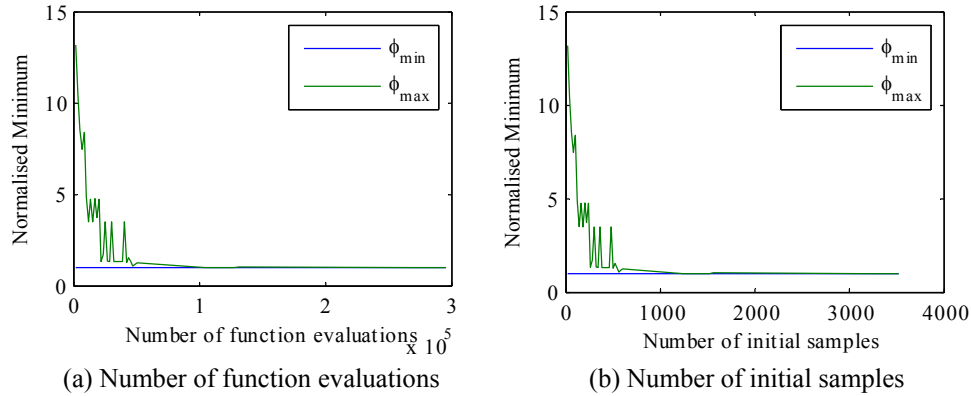 15
10
5
0
Normalised Minimum
ϕmin
ϕmax
0 1 2 3
Number of function evaluations
x 10^5
(a) Number of function evaluations
15
10
5
0
Normalised Minimum
ϕmin
ϕmax
0 1000 2000 3000 4000
Number of initial samples
(b) Number of initial samples